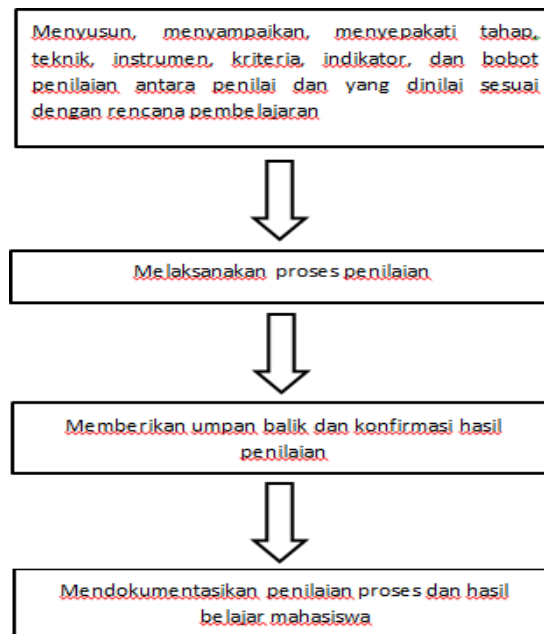 Menyusun, menyampaikan, menyepakati tahap,
teknik, instrumen, kriteria, indikator, dan bobot
penilaian antara penilai dan yang dinilai sesuai
dengan rencana pembelajaran
Melaksanakan proses penilaian
Memberikan umpan balik dan konfirmasi hasil
penilaian
Mendokumentasikan penilaian proses dan hasil
belajar mahasiswa